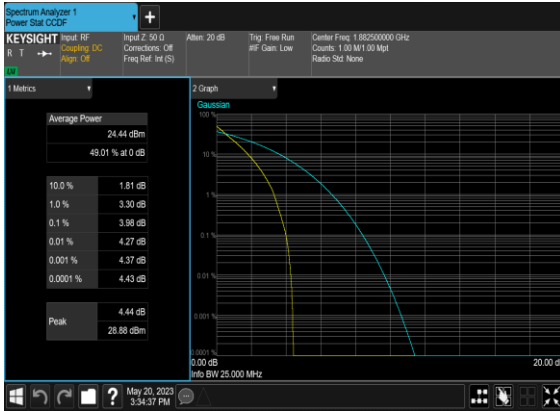 Spectrum Analyzer 1
Power Stat CCDF
KEYSIGHT
R T
LXI
Input: RF
Coupling: DC
Align: Off
Input Z: 50 Ω
Corrections: Off
Freq Ref: Int (S)
Atten: 20 dB
Trig: Free Run
#IF Gain: Low
Center Freq: 1.882500000 GHz
Counts: 1.00 M/1.00 Mpt
Radio Std: None
1 Metrics
Average Power
24.44 dBm
49.01 % at 0 dB
10.0 % 1.81 dB
1.0 % 3.30 dB
0.1 % 3.98 dB
0.01 % 4.27 dB
0.001 % 4.37 dB
0.0001 % 4.43 dB
Peak
4.44 dB
28.88 dBm
2 Graph
Gaussian
100 %
10 %
1 %
0.1 %
0.01 %
0.001 %
0.0001 %
0.00 dB
20.00 d
Info BW 25.000 MHz
May 20, 2023
3:34:37 PM